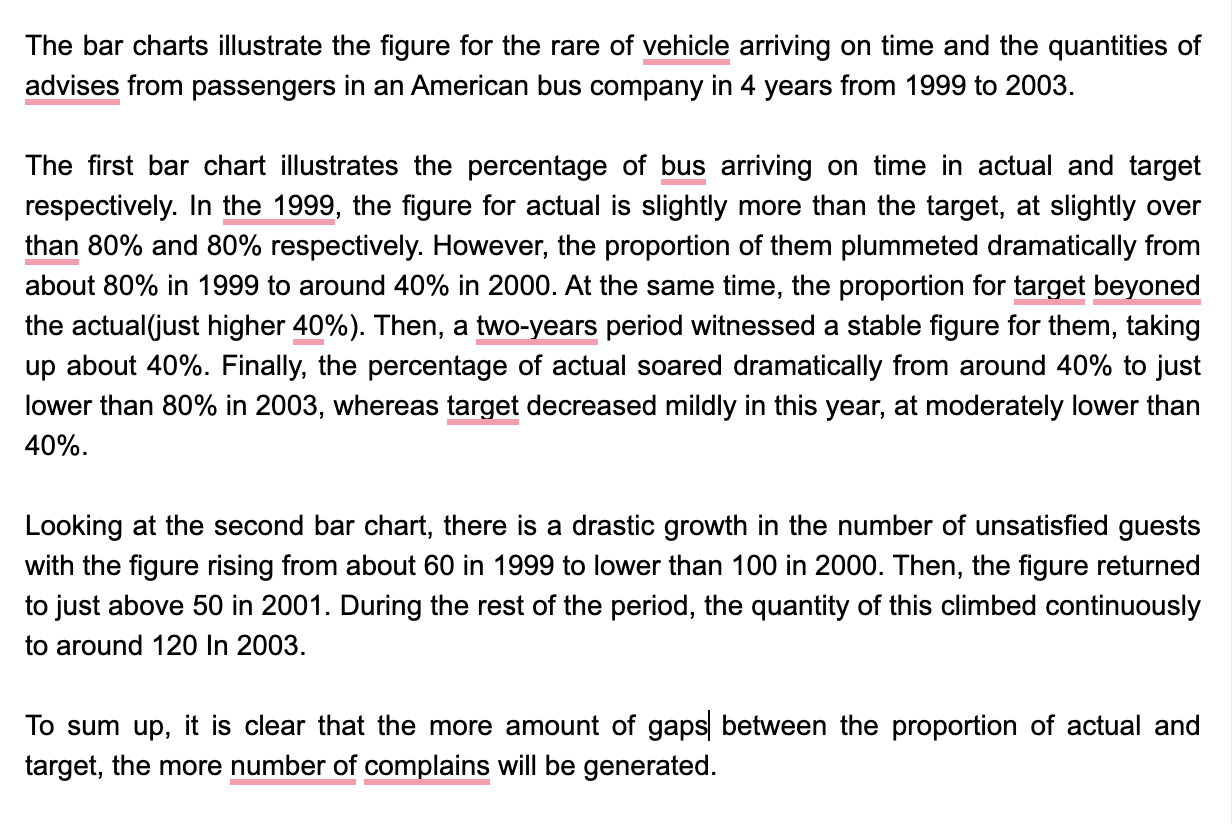 The bar charts illustrate the figure for the rare of vehicle arriving on time and the quantities of
advises from passengers in an American bus company in 4 years from 1999 to 2003.
The first bar chart illustrates the percentage of bus arriving on time in actual and target
respectively. In the 1999, the figure for actual is slightly more than the target, at slightly over
than 80% and 80% respectively. However, the proportion of them plummeted dramatically from
about 80% in 1999 to around 40% in 2000. At the same time, the proportion for target beyoned
the actual(just higher 40%). Then, a two-years period witnessed a stable figure for them, taking
up about 40%. Finally, the percentage of actual soared dramatically from around 40% to just
lower than 80% in 2003, whereas target decreased mildly in this year, at moderately lower than
40%.
Looking at the second bar chart, there is a drastic growth in the number of unsatisfied guests
with the figure rising from about 60 in 1999 to lower than 100 in 2000. Then, the figure returned
to just above 50 in 2001. During the rest of the period, the quantity of this climbed continuously
to around 120 In 2003.
To sum up, it is clear that the more amount of gaps between the proportion of actual and
target, the more number of complains will be generated.